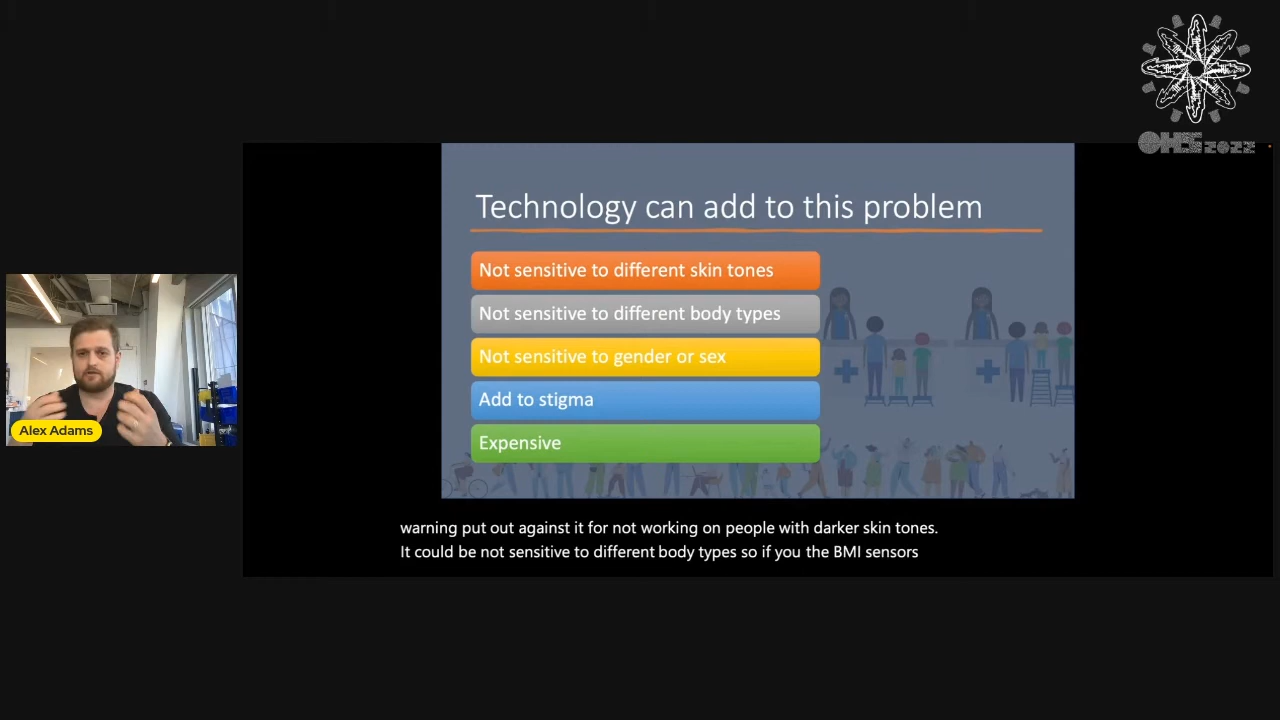 OHS2022
Technology can add to this problem
Not sensitive to different skin tones
Not sensitive to different body types
Not sensitive to gender or sex
Add to stigma
Expensive
Alex Adams
warning put out against it for not working on people with darker skin tones.
It could be not sensitive to different body types so if you the BMI sensors